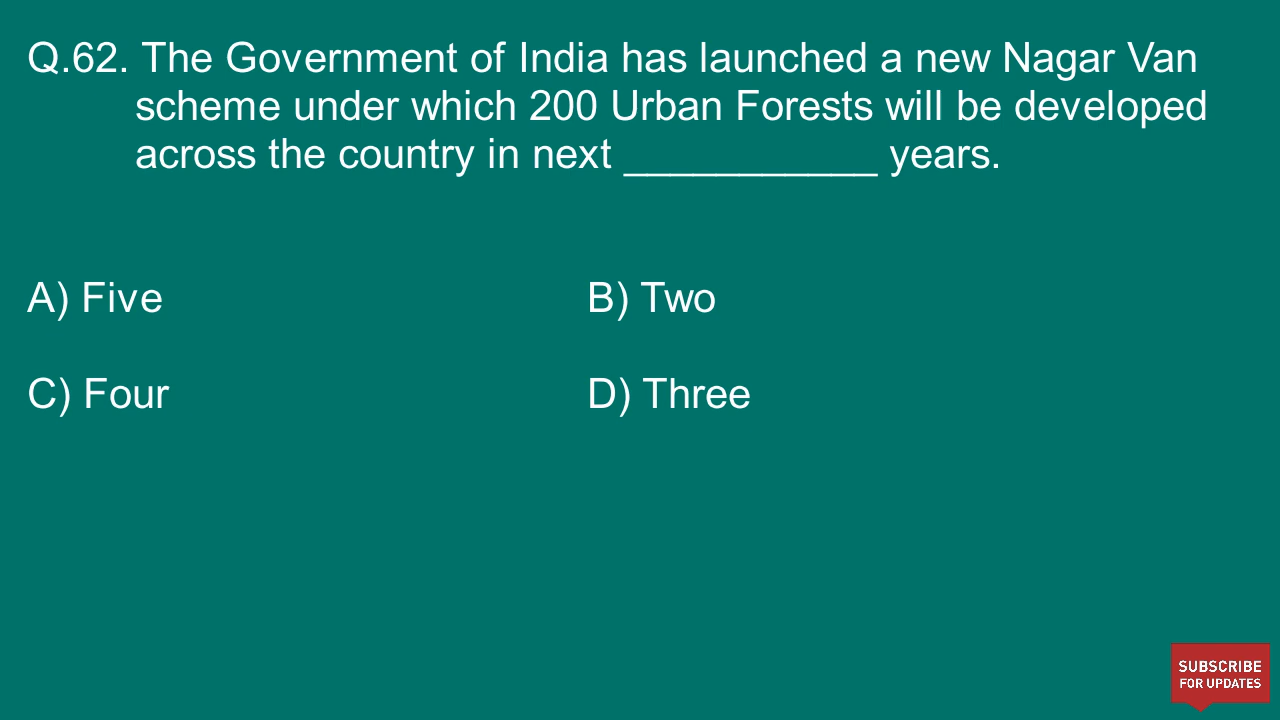 Q.62. The Government of India has launched a new Nagar Van
scheme under which 200 Urban Forests will be developed
across the country in next ___________ years.
A) Five
B) Two
C) Four
D) Three
SUBSCRIBE
FOR UPDATES